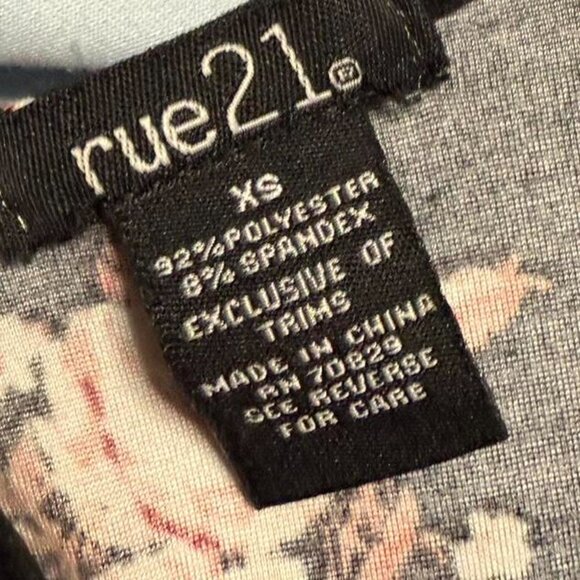 rue21®
XS
92% POLYESTER
8% SPANDEX
EXCLUSIVE OF
TRIMS
MADE IN CHINA
RN 70829
SEE REVERSE
FOR CARE